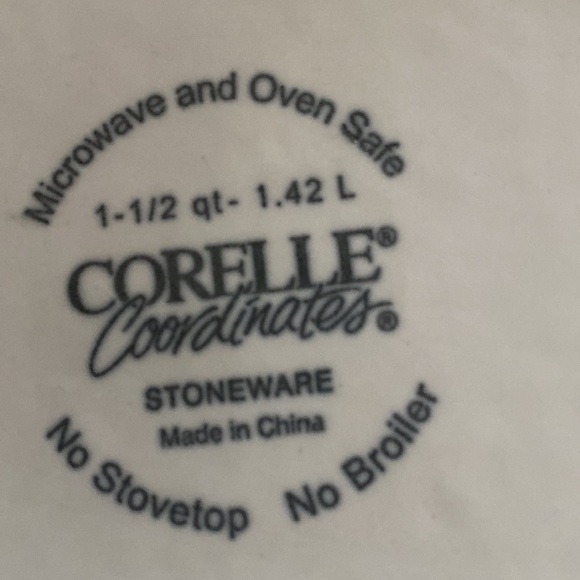 Microwave and Oven Safe
1-1/2 qt- 1.42 L
CORELLE®
Coordinates®
STONEWARE
Made in China
No Stovetop No Broiler